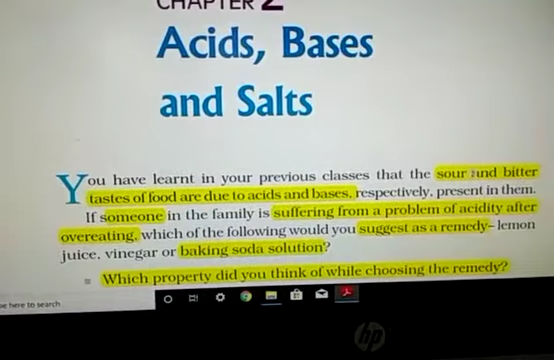 CHAPTER 2
Acids, Bases
and Salts
You have learnt in your previous classes that the sour and bitter
tastes of food are due to acids and bases, respectively, present in them.
If someone in the family is suffering from a problem of acidity after
overeating, which of the following would you suggest as a remedy– lemon
juice, vinegar or baking soda solution?
Which property did you think of while choosing the remedy?
here to search
hp